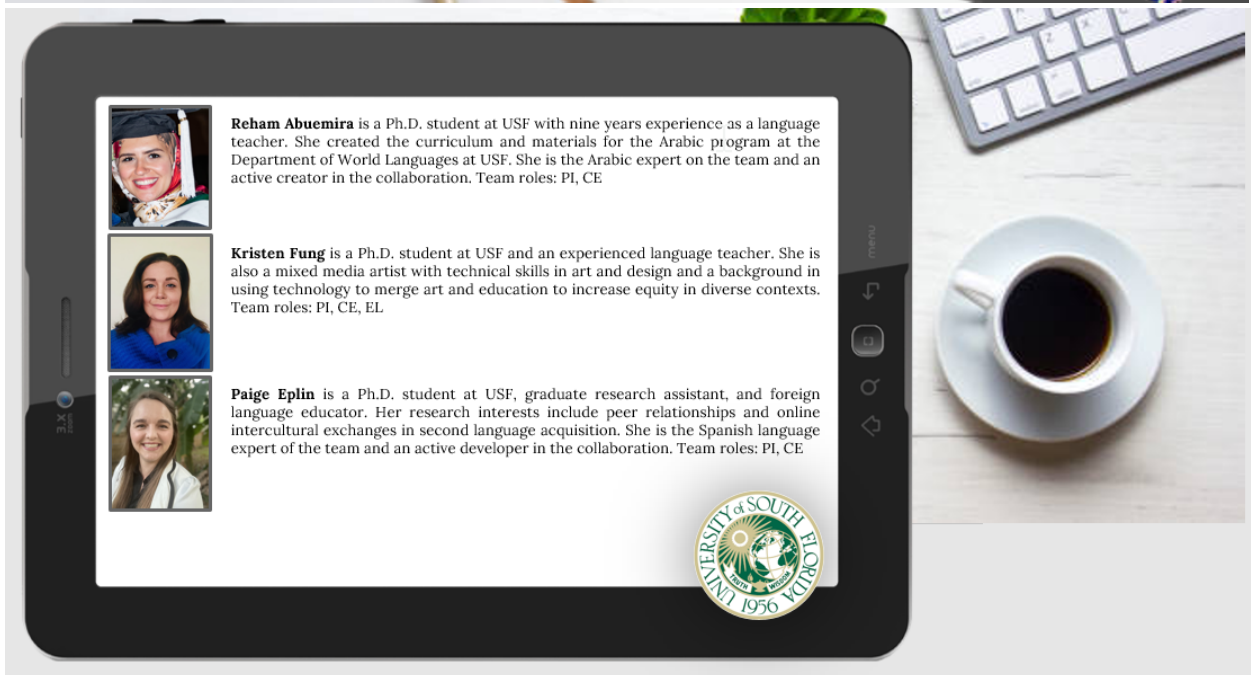 Reham Abuemira is a Ph.D. student at USF with nine years experience as a language
teacher. She created the curriculum and materials for the Arabic program at the
Department of World Languages at USF. She is the Arabic expert on the team and an
active creator in the collaboration. Team roles: PI, CE
Kristen Fung is a Ph.D. student at USF and an experienced language teacher. She is
also a mixed media artist with technical skills in art and design and a background in
using technology to merge art and education to increase equity in diverse contexts.
Team roles: PI, CE, EL
Paige Eplin is a Ph.D. student at USF, graduate research assistant, and foreign
language educator. Her research interests include peer relationships and online
intercultural exchanges in second language acquisition. She is the Spanish language
expert of the team and an active developer in the collaboration. Team roles: PI, CE
UNIVERSITY of SOUTH FLORIDA
TRUTH WISDOM
1956
menu
3.X
Z
X